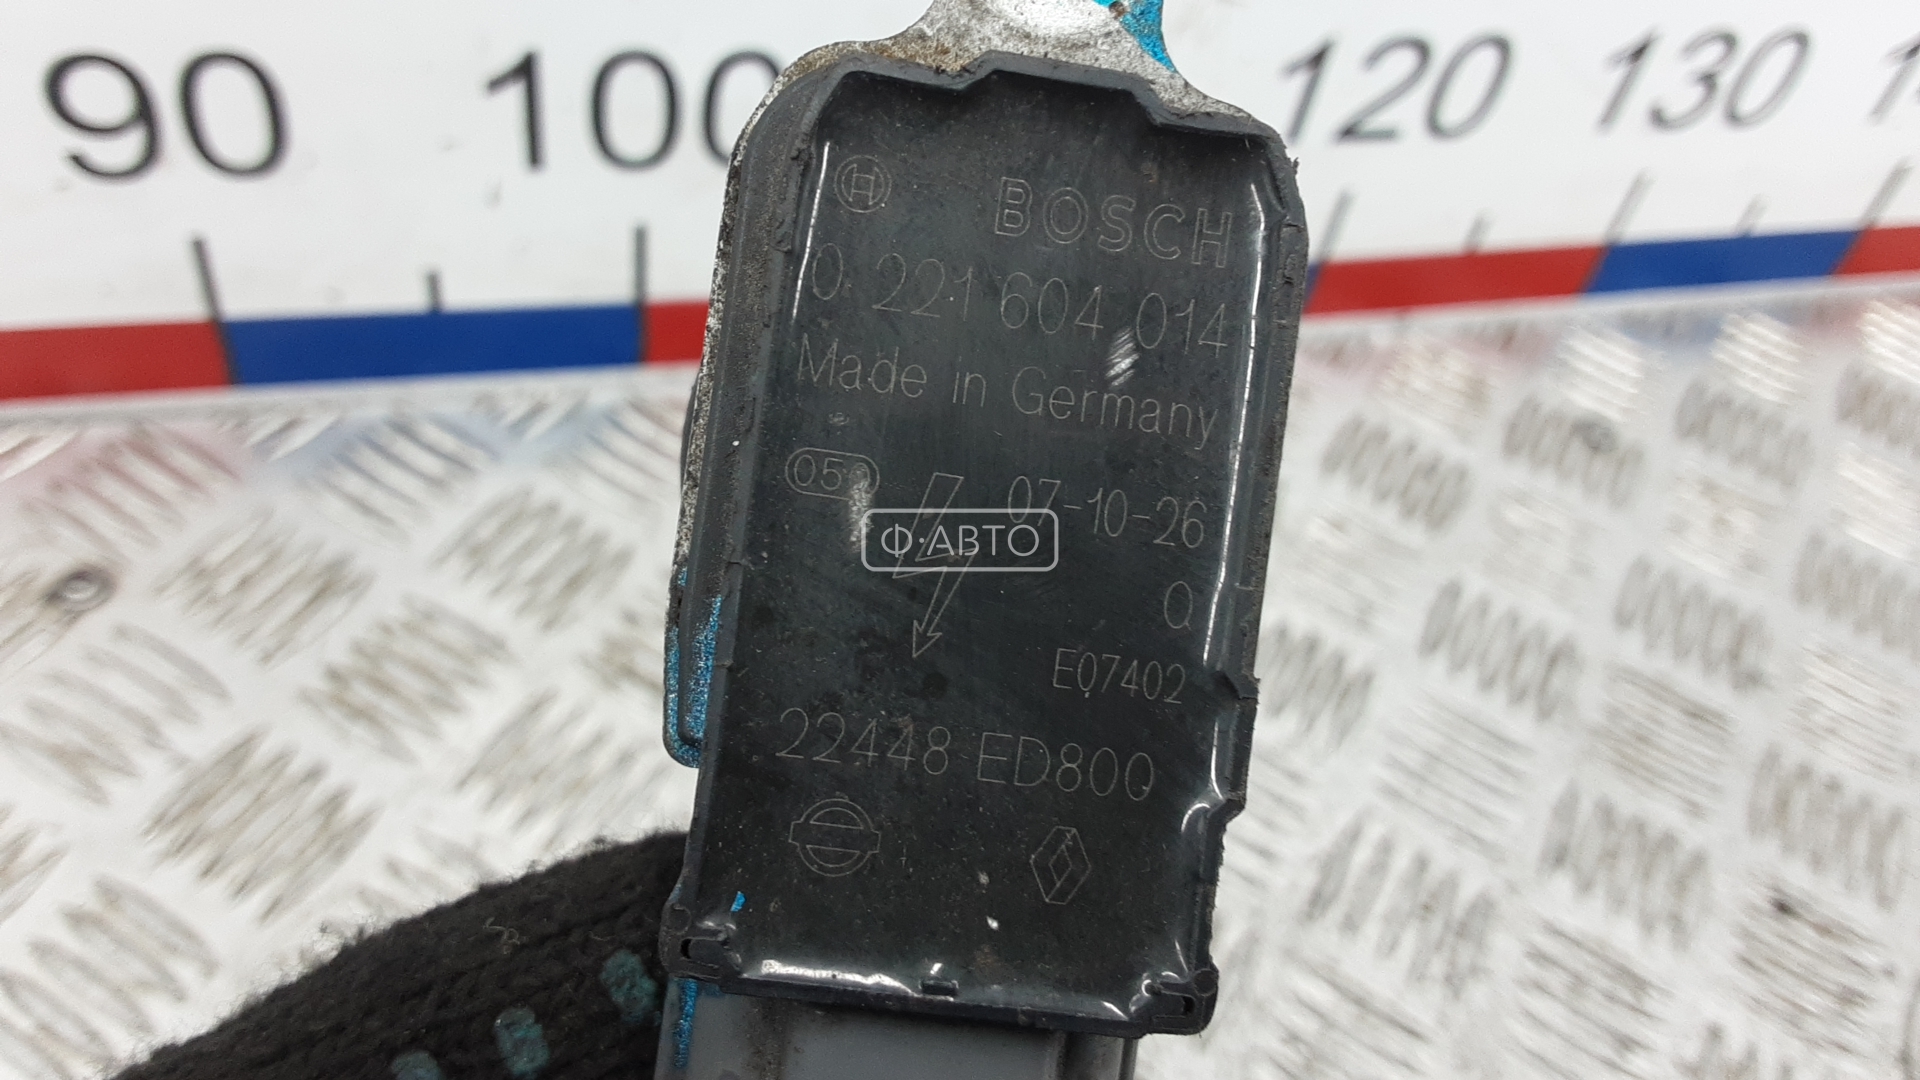 90 100 120 130
H BOSCH
0 221 604 014
Made in Germany
07-10-26
Ф·АВТО
Q
E07402
22448 ED800